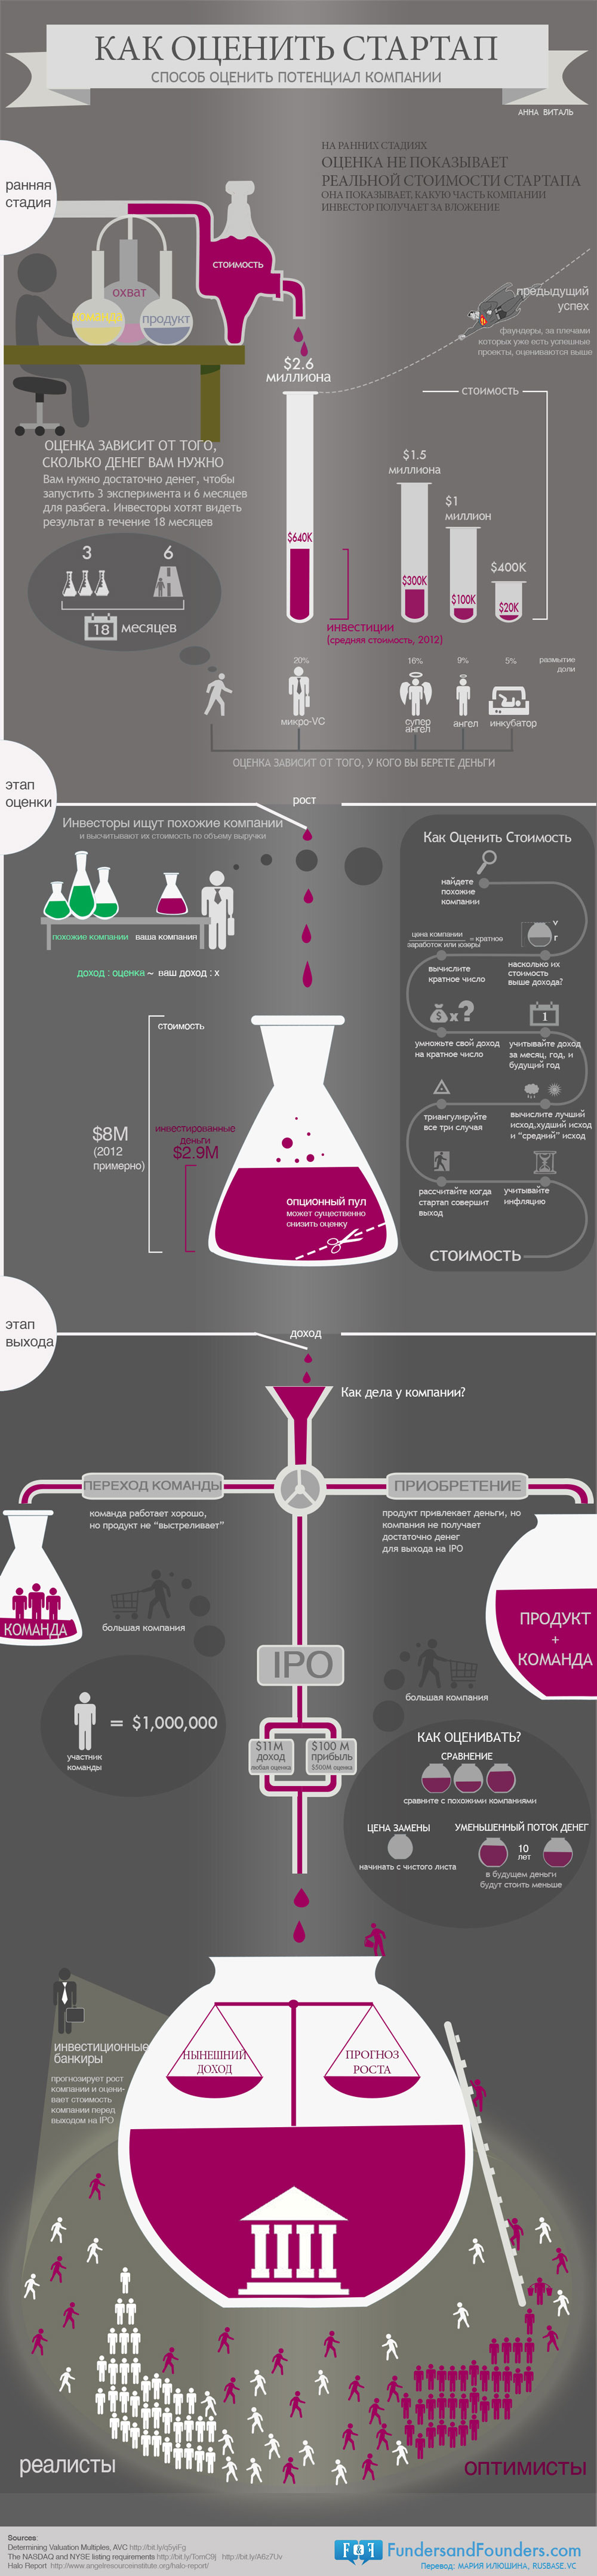 КАК ОЦЕНИТЬ СТАРТАП
СПОСОБ ОЦЕНИТЬ ПОТЕНЦИАЛ КОМПАНИИ
АННА ВИТАЛЬ
НА РАННИХ СТАДИЯХ
ОЦЕНКА НЕ ПОКАЗЫВАЕТ
РЕАЛЬНОЙ СТОИМОСТИ СТАРТАПА
ОНА ПОКАЗЫВАЕТ, КАКУЮ ЧАСТЬ КОМПАНИИ
ИНВЕСТОР ПОЛУЧАЕТ ЗА ВЛОЖЕНИЕ
ранняя
стадия
СТОИМОСТЬ
охват
команда
продукт
предыдущий
успех
фаундеры, за плечами
которых уже есть успешные
проекты, оцениваются выше
$2.6
миллиона
СТОИМОСТЬ
ОЦЕНКА ЗАВИСИТ ОТ ТОГО,
СКОЛЬКО ДЕНЕГ ВАМ НУЖНО
Вам нужно достаточно денег, чтобы
запустить 3 эксперимента и 6 месяцев
для разбега. Инвесторы хотят видеть
результат в течение 18 месяцев
3
6
18 месяцев
$1.5
миллиона
$1
миллион
$400K
$640K
$300K
$100K
$20K
инвестиции
(средняя стоимость, 2012)
20%
16%
9%
5%
размытие
доли
микро-VC
супер
ангел
ангел
инкубатор
ОЦЕНКА ЗАВИСИТ ОТ ТОГО, У КОГО ВЫ БЕРЕТЕ ДЕНЬГИ
этап
оценки
рост
Инвесторы ищут похожие компании
и высчитывают их стоимость по объему выручки
похожие компании
ваша компания
доход : оценка ~ ваш доход : x
Как Оценить Стоимость
найдете
похожие
компании
цена компании
заработок или юзеры
= кратное
v
r
вычислите
кратное число
насколько их
стоимость
выше дохода?
$ x ?
1
умножьте свой доход
на кратное число
учитывайте доход
за месяц, год, и
будущий год
триангулируйте
все три случая
вычислите лучший
исход,худший исход
и “средний” исход
рассчитайте когда
стартап совершит
выход
учитывайте
инфляцию
СТОИМОСТЬ
стоимость
$8M
(2012
примерно)
инвестированные
деньги
$2.9M
опционный пул
может существенно
снизить оценку
этап
выхода
доход
Как дела у компании?
ПЕРЕХОД КОМАНДЫ
ПРИОБРЕТЕНИЕ
команда работает хорошо,
но продукт не “выстреливает”
продукт привлекает деньги, но
компания не получает
достаточно денег
для выхода на IPO
КОМАНДА
большая компания
ПРОДУКТ
+
КОМАНДА
IPO
большая компания
= $1,000,000
участник
команды
$11M
доход
любая оценка
$100 M
прибыль
$500M оценка
КАК ОЦЕНИВАТЬ?
СРАВНЕНИЕ
сравните с похожими компаниями
ЦЕНА ЗАМЕНЫ
начинать с чистого листа
УМЕНЬШЕННЫЙ ПОТОК ДЕНЕГ
10
лет
в будущем деньги
будут стоить меньше
инвестиционные
банкиры
прогнозирует рост
компании и оцени-
вает стоимость
компании перед
выходом на IPO
НЫНЕШНИЙ
ДОХОД
ПРОГНОЗ
РОСТА
реалисты
оптимисты
Sources:
Determining Valuation Multiples, AVC http://bit.ly/q5yiFg
The NASDAQ and NYSE listing requirements http://bit.ly/TomC9j http://bit.ly/A6z7Uv
Halo Report http://www.angelresourceinstitute.org/halo-report/
F&F FundersandFounders.com
Перевод: МАРИЯ ИЛЮШИНА, RUSBASE.VC